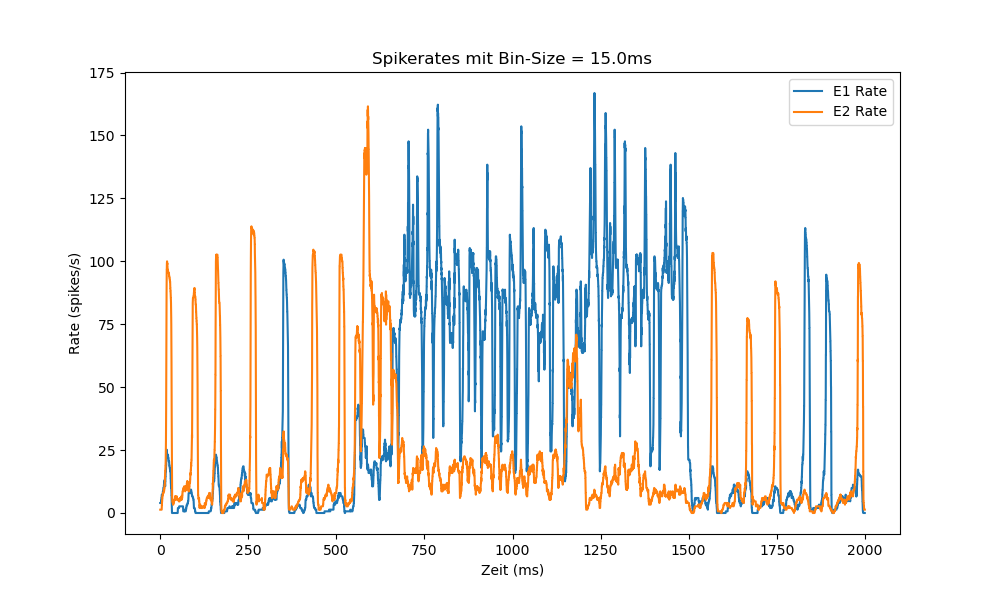 Spikerates mit Bin-Size = 15.0ms
E1 Rate
E2 Rate
Rate (spikes/s)
175
150
125
100
75
50
25
0
0 250 500 750 1000 1250 1500 1750 2000
Zeit (ms)